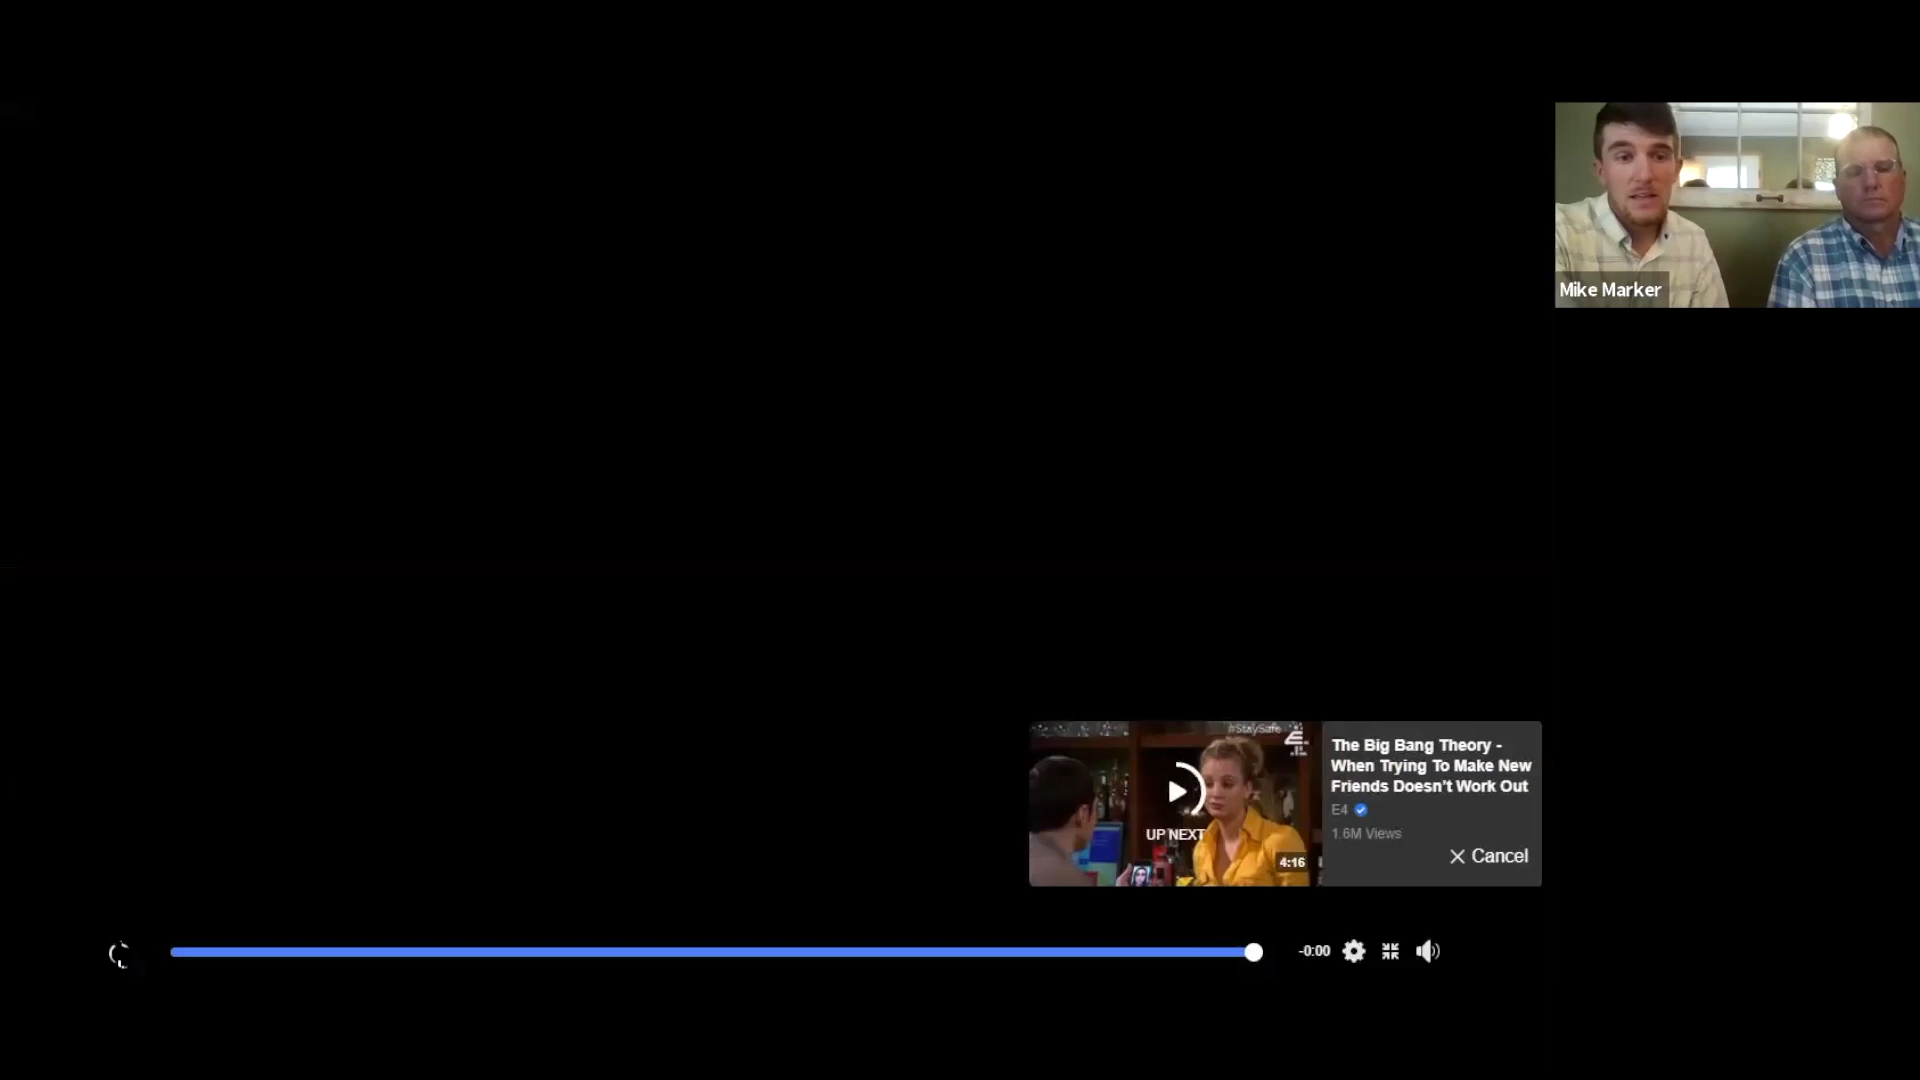 Mike Marker
#StaySafe
UP NEXT
4:16
The Big Bang Theory -
When Trying To Make New
Friends Doesn't Work Out
E4
1.6M Views
Cancel
-0:00